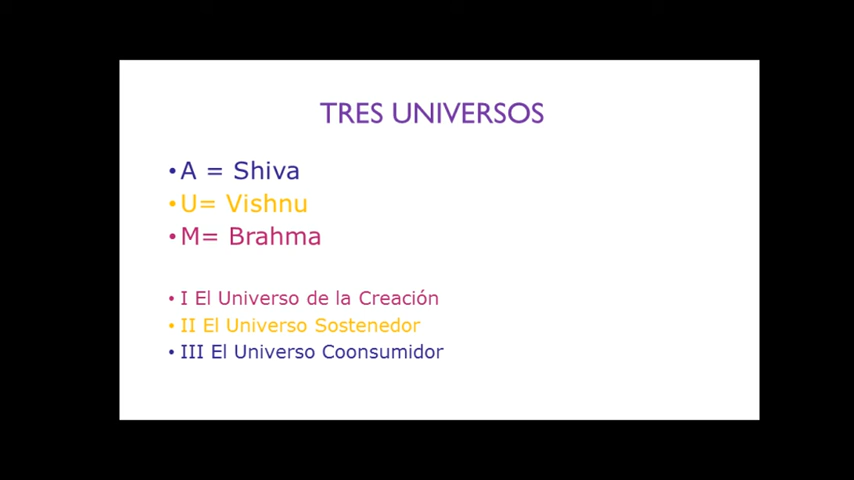 TRES UNIVERSOS
•A = Shiva
•U= Vishnu
•M= Brahma
• I El Universo de la Creación
• II El Universo Sostenedor
• III El Universo Coonsumidor